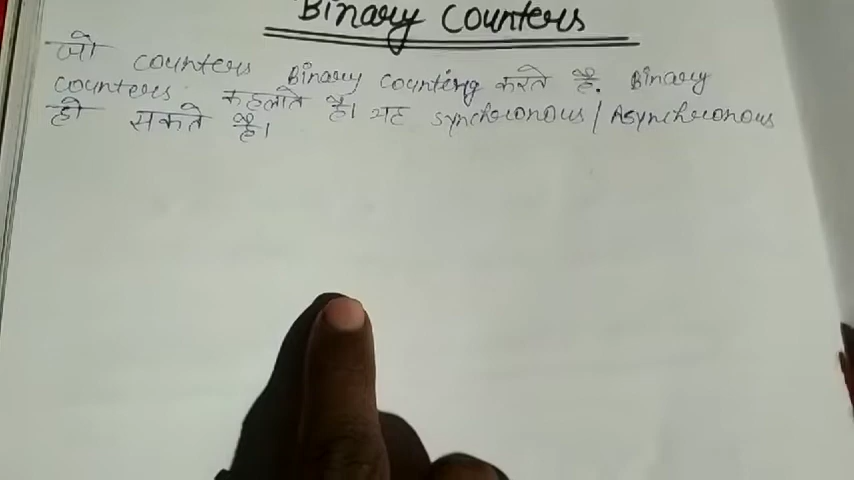 Binary Counters
जो counters Binary counting करते है. Binary
counters कहलाते है। यह synchronous / Asynchronous
हो सकते है।